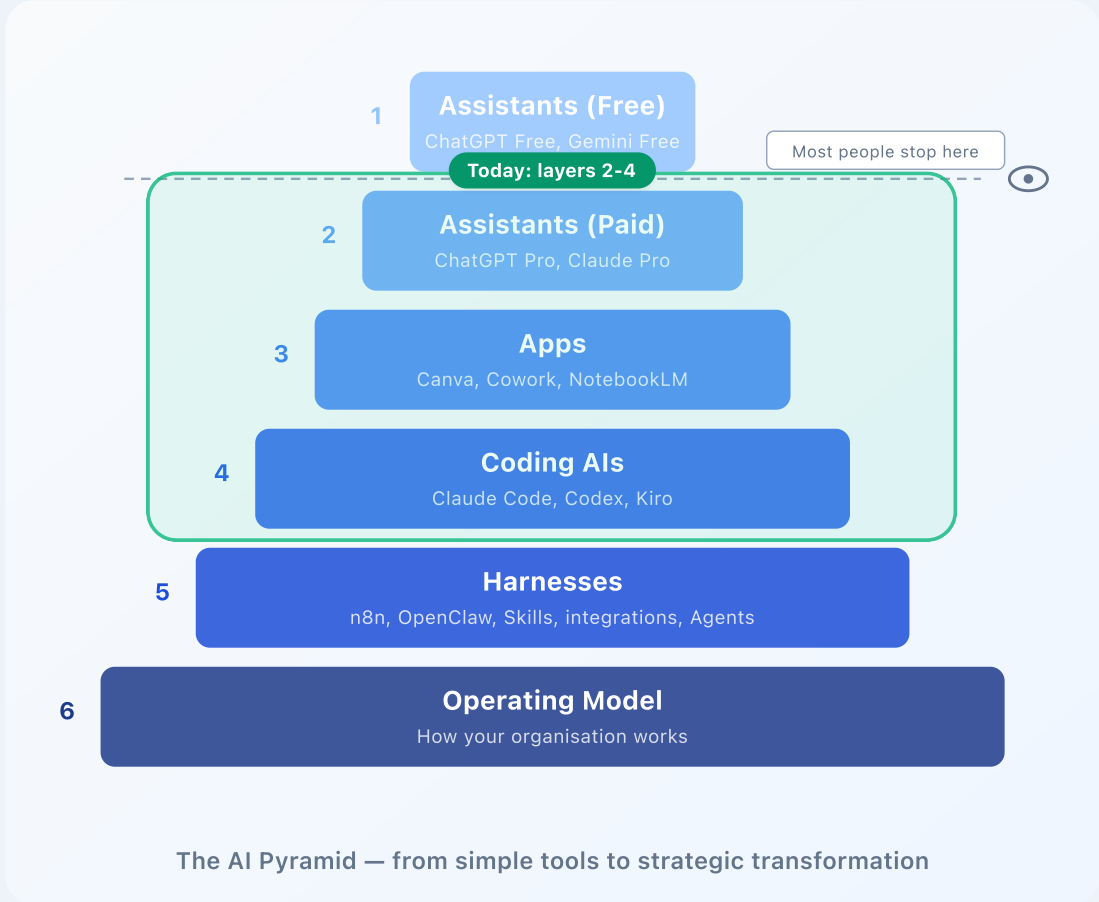 1
Assistants (Free)
ChatGPT Free, Gemini Free
Most people stop here
Today: layers 2-4
2
Assistants (Paid)
ChatGPT Pro, Claude Pro
3
Apps
Canva, Cowork, NotebookLM
4
Coding AIs
Claude Code, Codex, Kiro
5
Harnesses
n8n, OpenClaw, Skills, integrations, Agents
6
Operating Model
How your organisation works
The AI Pyramid — from simple tools to strategic transformation